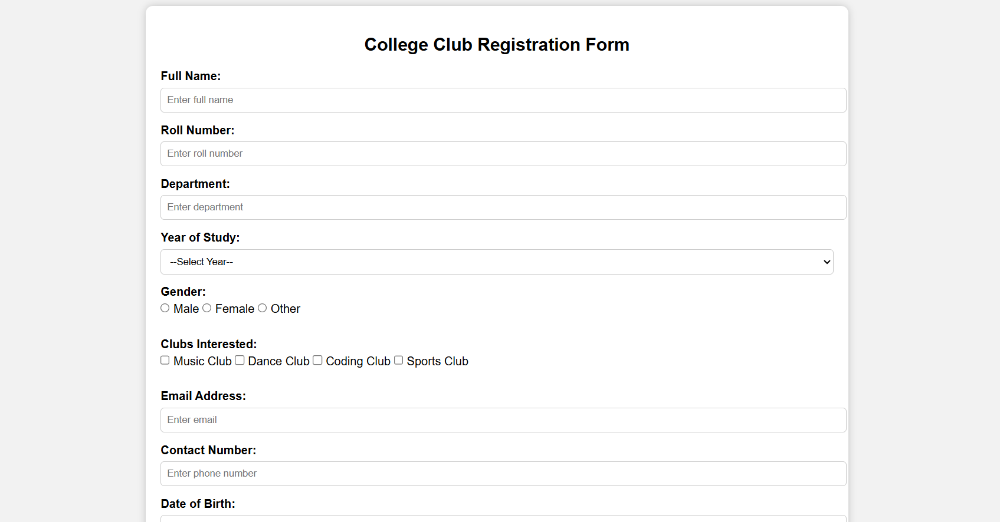 College Club Registration Form
Full Name:
Enter full name
Roll Number:
Enter roll number
Department:
Enter department
Year of Study:
--Select Year--
Gender:
Male Female Other
Clubs Interested:
Music Club Dance Club Coding Club Sports Club
Email Address:
Enter email
Contact Number:
Enter phone number
Date of Birth: